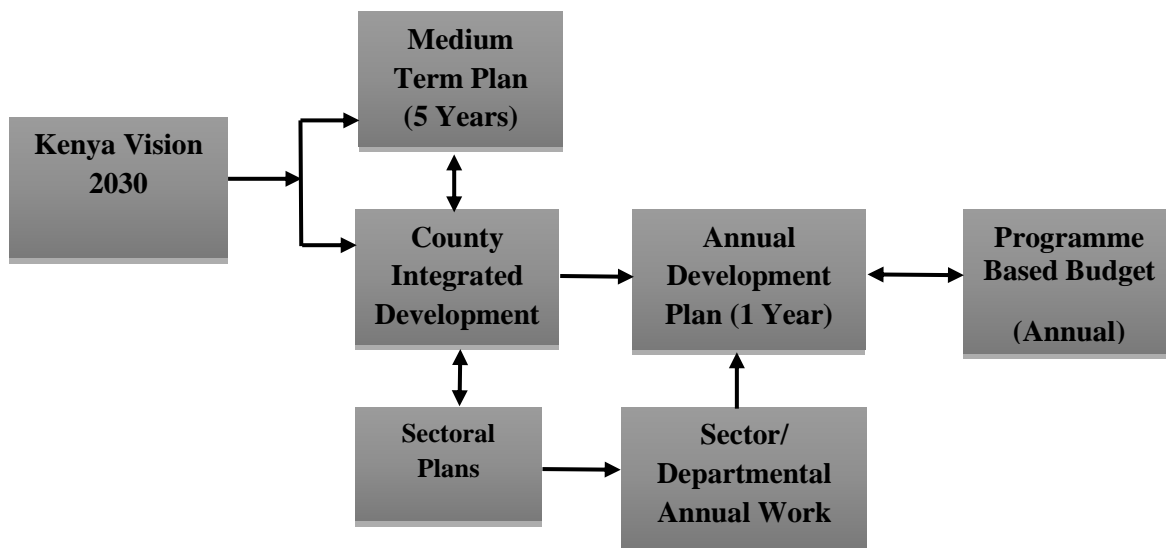 Medium
Term Plan
(5 Years)
Kenya Vision
2030
County
Integrated
Development
Annual
Development
Plan (1 Year)
Programme
Based Budget
(Annual)
Sectoral
Plans
Sector/
Departmental
Annual Work